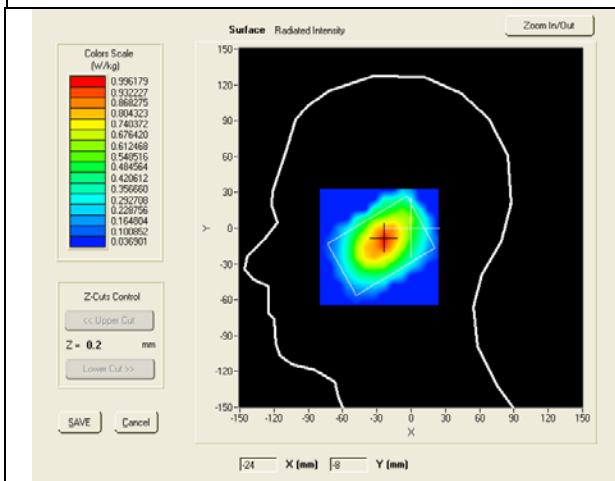 Surface Radiated Intensity
Zoom In/Out
Colors Scale
(W/kg)
0.996179
0.932227
0.868275
0.804323
0.740372
0.676420
0.612468
0.548516
0.484564
0.420612
0.356660
0.292708
0.228756
0.164804
0.100852
0.036901
Z-Cuts Control
<< Upper Cut
Z = 0.2 mm
Lower Cut >>
SAVE Cancel
150
120
90
60
30
0
-30
-60
-90
-120
-150
Y
-150 -120 -90 -60 -30 0 30 60 90 120 150
X
-24 X (mm) -8 Y (mm)